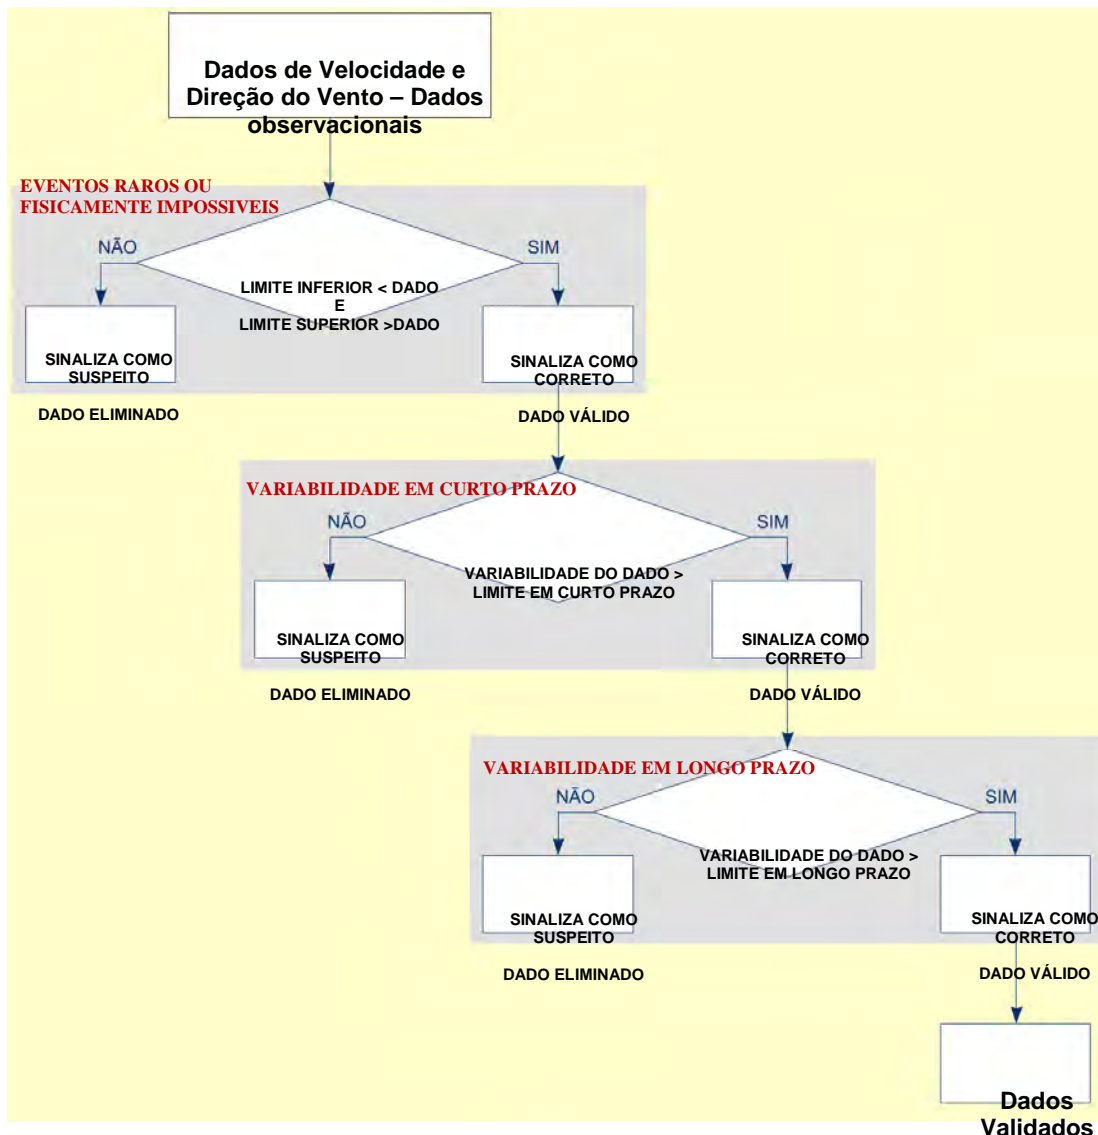 Dados de Velocidade e
Direção do Vento – Dados
observacionais
EVENTOS RAROS OU
FISICAMENTE IMPOSSIVEIS
NÃO
SIM
LIMITE INFERIOR < DADO
E
LIMITE SUPERIOR >DADO
SINALIZA COMO
SUSPEITO
DADO ELIMINADO
SINALIZA COMO
CORRETO
DADO VÁLIDO
VARIABILIDADE EM CURTO PRAZO
NÃO
SIM
VARIABILIDADE DO DADO >
LIMITE EM CURTO PRAZO
SINALIZA COMO
SUSPEITO
DADO ELIMINADO
SINALIZA COMO
CORRETO
DADO VÁLIDO
VARIABILIDADE EM LONGO PRAZO
NÃO
SIM
VARIABILIDADE DO DADO >
LIMITE EM LONGO PRAZO
SINALIZA COMO
SUSPEITO
DADO ELIMINADO
SINALIZA COMO
CORRETO
DADO VÁLIDO
Dados
Validados